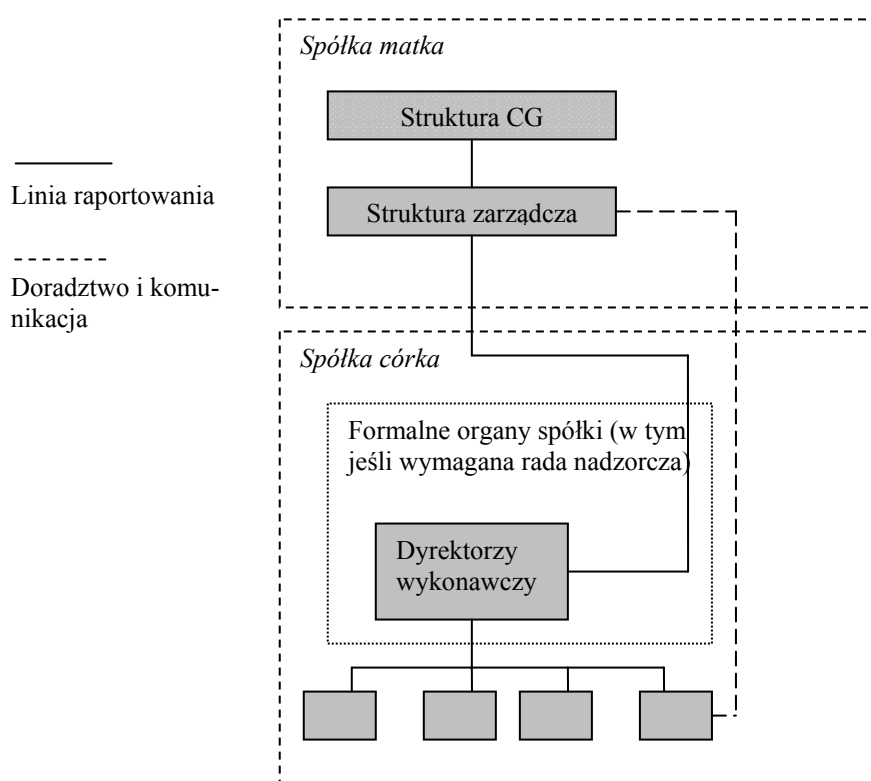 Spółka matka
Struktura CG
Linia raportowania
Struktura zarządcza
Doradztwo i komu-
nikacja
Spółka córka
Formalne organy spółki (w tym
jeśli wymagana rada nadzorcza)
Dyrektorzy
wykonawczy